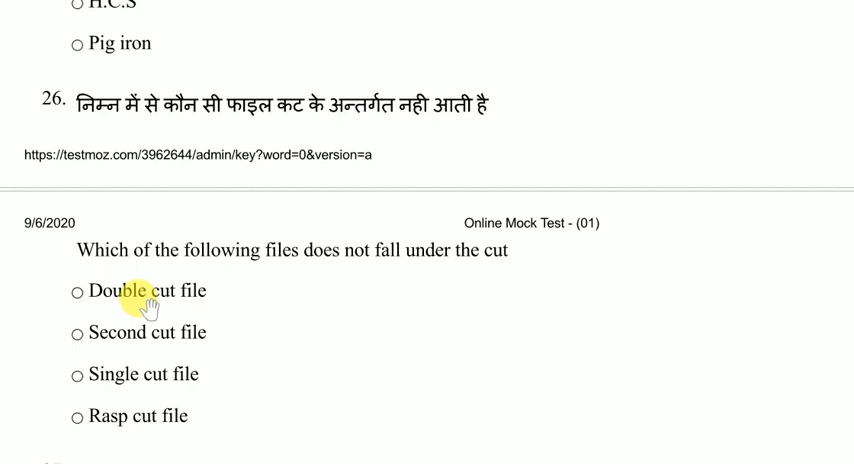 H.C.S
Pig iron
26. निम्न में से कौन सी फाइल कट के अन्तर्गत नही आती है
https://testmoz.com/3962644/admin/key?word=0&version=a
9/6/2020 Online Mock Test - (01)
Which of the following files does not fall under the cut
Double cut file
Second cut file
Single cut file
Rasp cut file